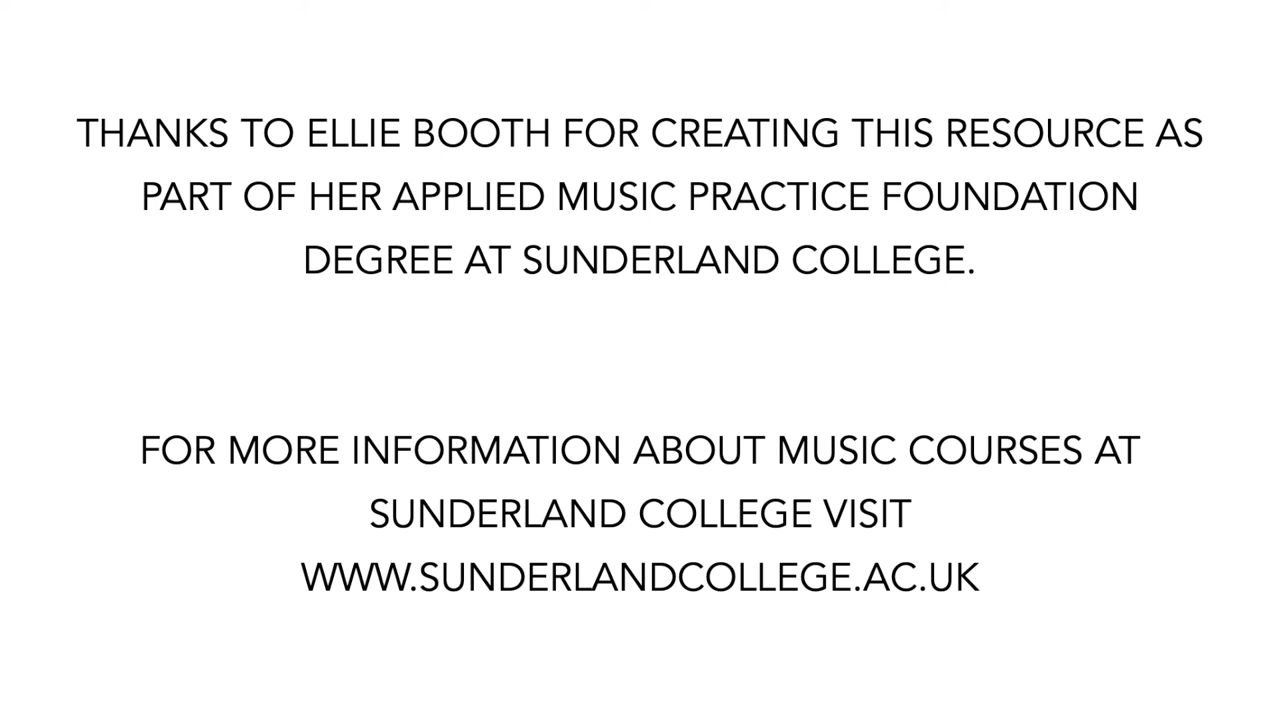 THANKS TO ELLIE BOOTH FOR CREATING THIS RESOURCE AS
PART OF HER APPLIED MUSIC PRACTICE FOUNDATION
DEGREE AT SUNDERLAND COLLEGE.
FOR MORE INFORMATION ABOUT MUSIC COURSES AT
SUNDERLAND COLLEGE VISIT
WWW.SUNDERLANDCOLLEGE.AC.UK